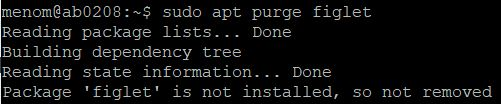 menom@ab0208:~$ sudo apt purge figlet
Reading package lists... Done
Building dependency tree
Reading state information... Done
Package 'figlet' is not installed, so not removed